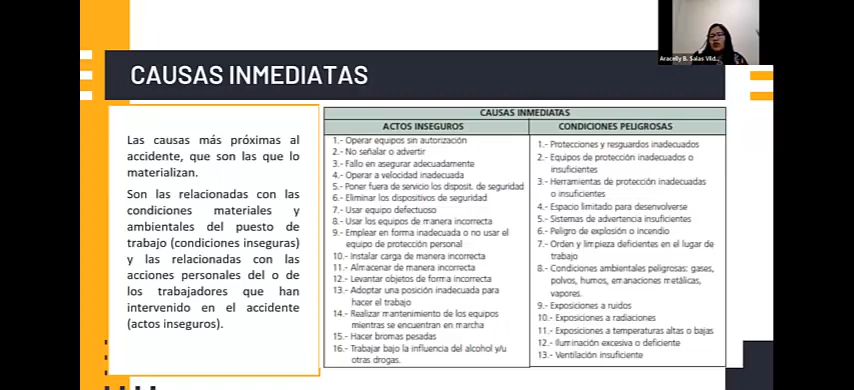 Aracelly B. Salas Vild...
CAUSAS INMEDIATAS
Las causas más próximas al
accidente, que son las que lo
materializan.
Son las relacionadas con las
condiciones materiales y
ambientales del puesto de
trabajo (condiciones inseguras)
y las relacionadas con las
acciones personales del o de
los trabajadores que han
intervenido en el accidente
(actos inseguros).
CAUSAS INMEDIATAS
ACTOS INSEGUROS
1.- Operar equipos sin autorización
2.- No señalar o advertir
3.- Fallo en asegurar adecuadamente
4.- Operar a velocidad inadecuada
5.- Poner fuera de servicio los disposit. de seguridad
6.- Eliminar los dispositivos de seguridad
7.- Usar equipo defectuoso
8.- Usar los equipos de manera incorrecta
9.- Emplear en forma inadecuada o no usar el
equipo de protección personal
10.- Instalar carga de manera incorrecta
11.- Almacenar de manera incorrecta
12.- Levantar objetos de forma incorrecta
13.- Adoptar una posición inadecuada para
hacer el trabajo
14.- Realizar mantenimiento de los equipos
mientras se encuentran en marcha
15.- Hacer bromas pesadas
16.- Trabajar bajo la influencia del alcohol y/u
otras drogas.
CONDICIONES PELIGROSAS
1.- Protecciones y resguardos inadecuados
2.- Equipos de protección inadecuados o
insuficientes
3.- Herramientas de protección inadecuadas
o insuficientes
4.- Espacio limitado para desenvolverse
5.- Sistemas de advertencia insuficientes
6.- Peligro de explosión o incendio
7.- Orden y limpieza deficientes en el lugar de
trabajo
8.- Condiciones ambientales peligrosas: gases,
polvos, humos, emanaciones metálicas,
vapores.
9.- Exposiciones a ruidos
10.- Exposiciones a radiaciones
11.- Exposiciones a temperaturas altas o bajas
12.- Iluminación excesiva o deficiente
13.- Ventilación insuficiente